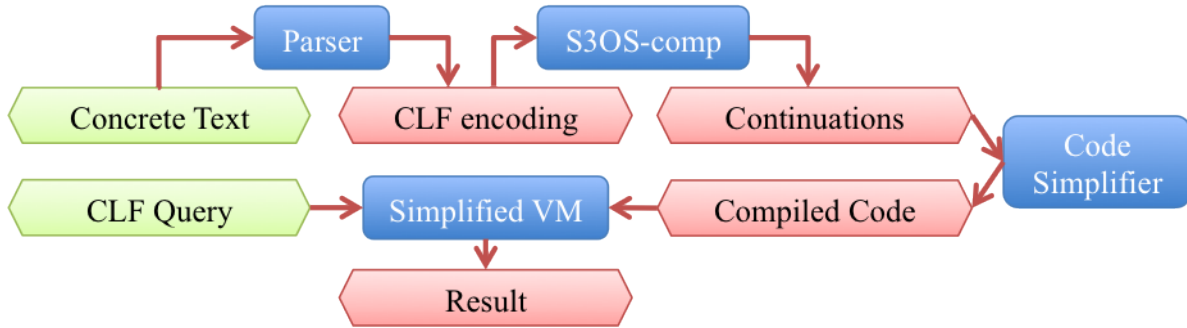 Parser
S3OS-comp
Concrete Text
CLF encoding
Continuations
Code
Simplifier
CLF Query
Simplified VM
Compiled Code
Result